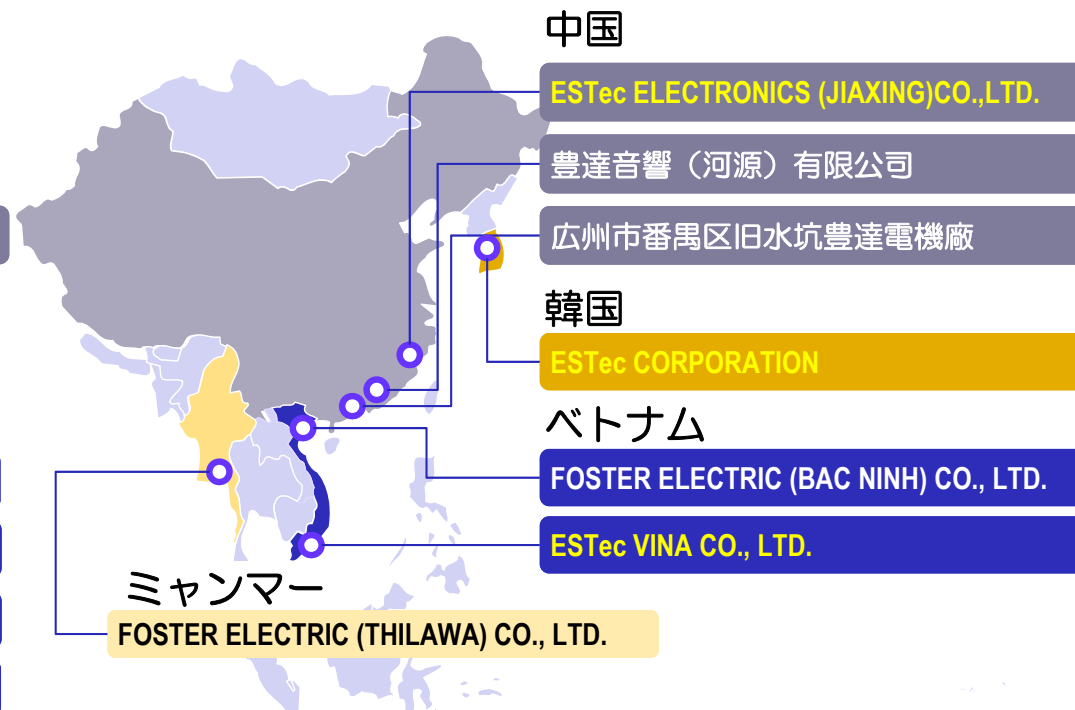 中国
ESTec ELECTRONICS (JIAXING)CO.,LTD.
豊達音響（河源）有限公司
広州市番禺区旧水坑豊達電機廠
韓国
ESTec CORPORATION
ベトナム
FOSTER ELECTRIC (BAC NINH) CO., LTD.
ESTec VINA CO., LTD.
ミャンマー
FOSTER ELECTRIC (THILAWA) CO., LTD.